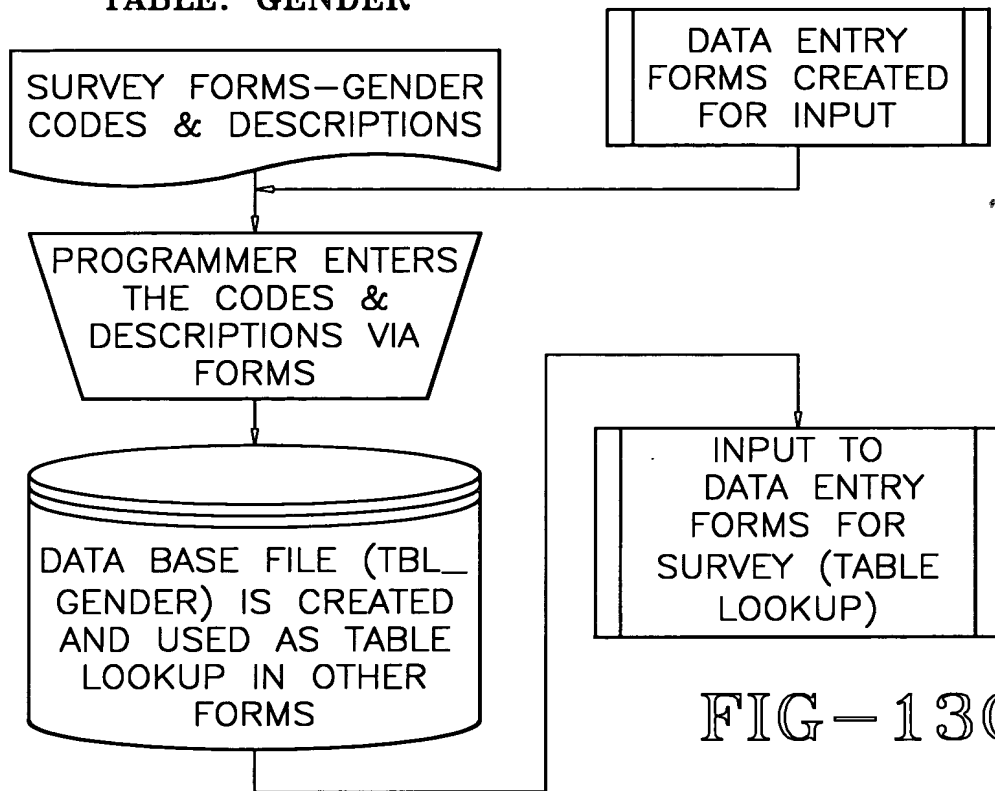 TABLE: GENDER
SURVEY FORMS-GENDER
CODES & DESCRIPTIONS
DATA ENTRY
FORMS CREATED
FOR INPUT
PROGRAMMER ENTERS
THE CODES &
DESCRIPTIONS VIA
FORMS
DATA BASE FILE (TBL_
GENDER) IS CREATED
AND USED AS TABLE
LOOKUP IN OTHER
FORMS
INPUT TO
DATA ENTRY
FORMS FOR
SURVEY (TABLE
LOOKUP)